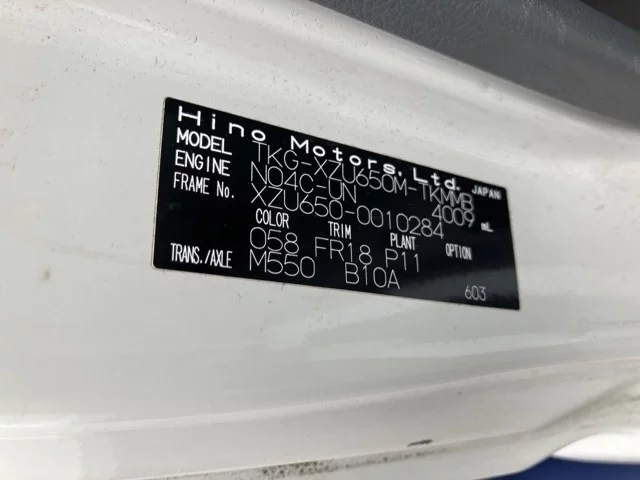 Hino Motors, Ltd. JAPAN
MODEL TKG-XZU650M-TKMMB
ENGINE N04C-UN 4009 mL
FRAME No. XZU650-0010284
COLOR TRIM PLANT OPTION
058 FR18 P11
TRANS./AXLE M550 B10A
603